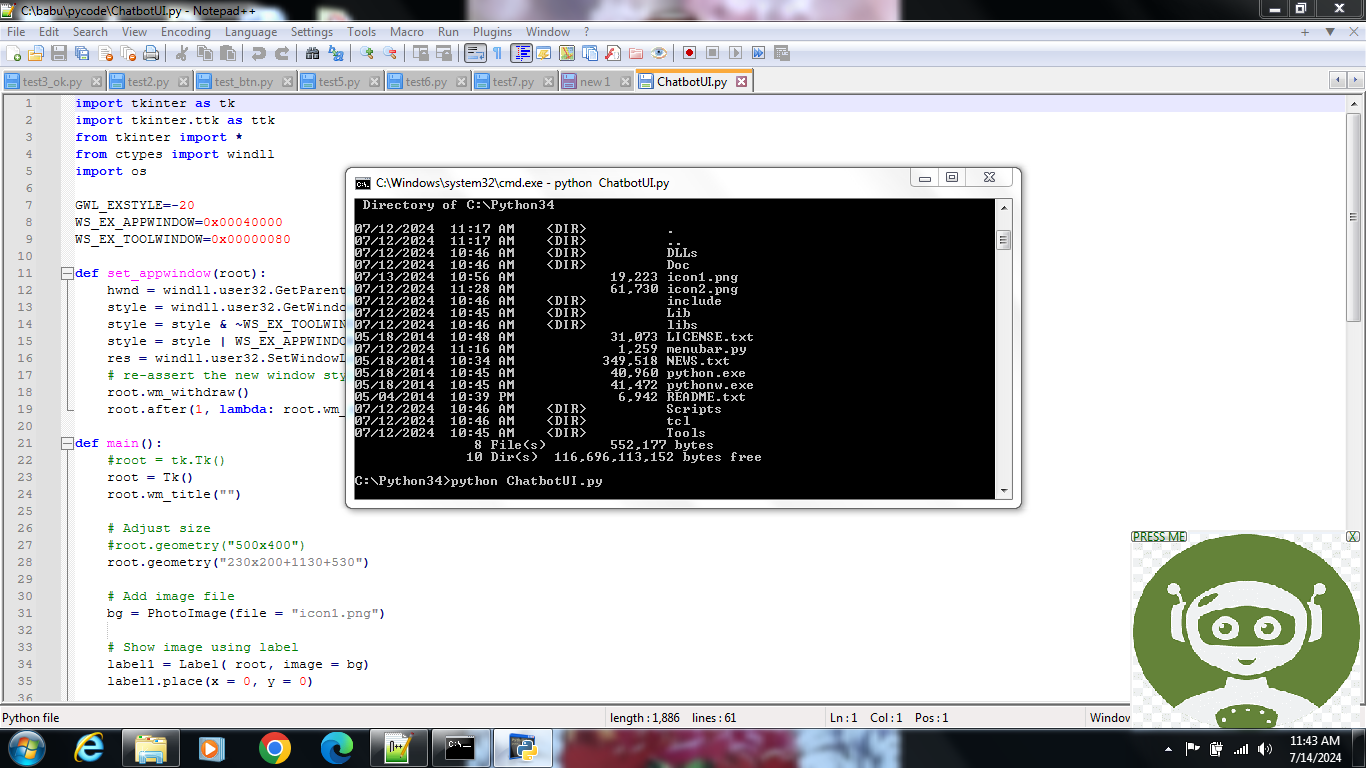 C:\babu\pycode\ChatbotUI.py - Notepad++
File Edit Search View Encoding Language Settings Tools Macro Run Plugins Window ?
test3_ok.py test2.py test_btn.py test5.py test6.py test7.py new 1 ChatbotUI.py
1 import tkinter as tk
2 import tkinter.ttk as ttk
3 from tkinter import *
4 from ctypes import windll
5 import os
6
7 GWL_EXSTYLE=-20
8 WS_EX_APPWINDOW=0x00040000
9 WS_EX_TOOLWINDOW=0x00000080
10
11 def set_appwindow(root):
12 hwnd = windll.user32.GetParent
13 style = windll.user32.GetWindo
14 style = style & ~WS_EX_TOOLWIN
15 style = style | WS_EX_APPWINDO
16 res = windll.user32.SetWindowL
17 # re-assert the new window sty
18 root.wm_withdraw()
19 root.after(1, lambda: root.wm_
20
21 def main():
22 #root = tk.Tk()
23 root = Tk()
24 root.wm_title("")
25
26 # Adjust size
27 #root.geometry("500x400")
28 root.geometry("230x200+1130+530")
29
30 # Add image file
31 bg = PhotoImage(file = "icon1.png")
32
33 # Show image using label
34 label1 = Label( root, image = bg)
35 label1.place(x = 0, y = 0)
36
C:\Windows\system32\cmd.exe - python ChatbotUI.py
Directory of C:\Python34
07/12/2024 11:17 AM <DIR> .
07/12/2024 11:17 AM <DIR> ..
07/12/2024 10:46 AM <DIR> DLLs
07/12/2024 10:46 AM <DIR> Doc
07/13/2024 10:56 AM 19,223 icon1.png
07/12/2024 11:28 AM 61,730 icon2.png
07/12/2024 10:46 AM <DIR> include
07/12/2024 10:45 AM <DIR> Lib
07/12/2024 10:46 AM <DIR> libs
05/18/2014 10:48 AM 31,073 LICENSE.txt
07/12/2024 11:16 AM 1,259 menubar.py
05/18/2014 10:34 AM 349,518 NEWS.txt
05/18/2014 10:45 AM 40,960 python.exe
05/18/2014 10:45 AM 41,472 pythonw.exe
05/04/2014 10:39 PM 6,942 README.txt
07/12/2024 10:46 AM <DIR> Scripts
07/12/2024 10:46 AM <DIR> tcl
07/12/2024 10:45 AM <DIR> Tools
8 File(s) 552,177 bytes
10 Dir(s) 116,696,113,152 bytes free
C:\Python34>python ChatbotUI.py
PRESS ME X
Python file length : 1,886 lines : 61 Ln : 1 Col : 1 Pos : 1 Window
11:43 AM
7/14/2024